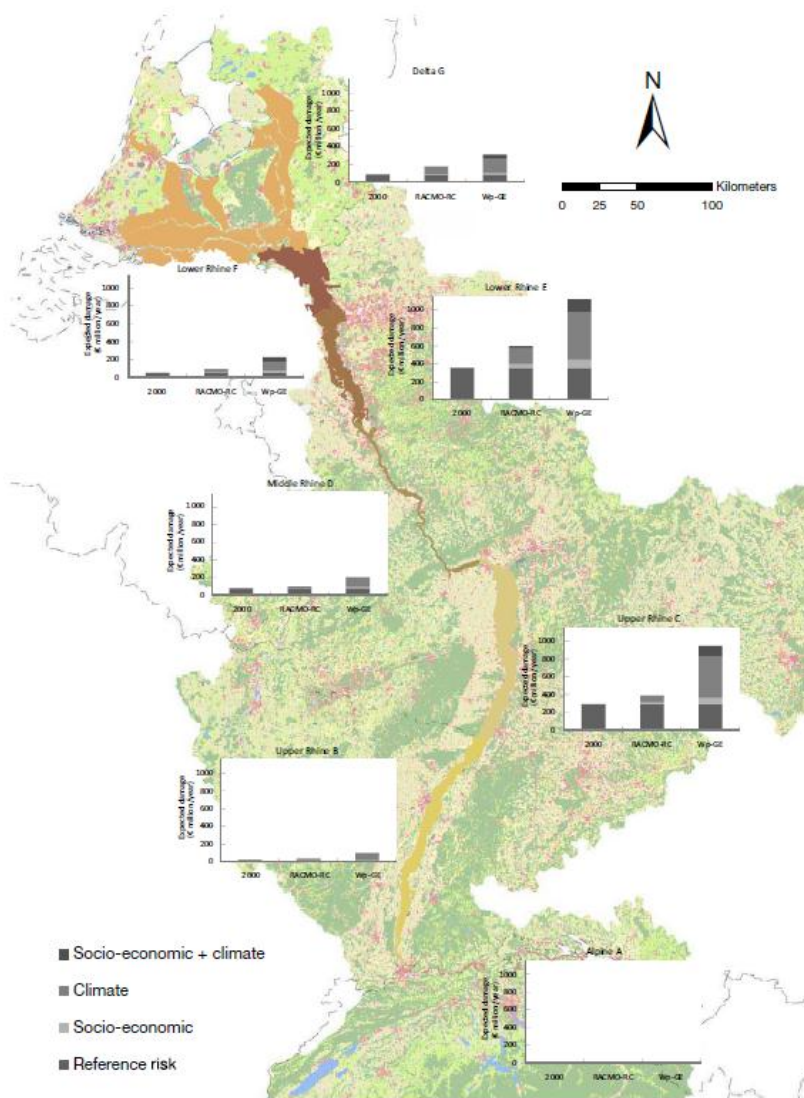 Delta G
Expected damage
(€ million/year)
1000
800
600
400
200
0
2000
RACMO-RC
Wp-GE
N
Kilometers
0 25 50 100
Lower Rhine F
Expected damage
(€ million/year)
1000
800
600
400
200
0
2000
RACMO-RC
Wp-GE
Lower Rhine E
Expected damage
(€ million/year)
1000
800
600
400
200
0
2000
RACMO-RC
Wp-GE
Middle Rhine D
Expected damage
(€ million/year)
1000
800
600
400
200
0
2000
RACMO-RC
Wp-GE
Upper Rhine C
Expected damage
(€ million/year)
1000
800
600
400
200
0
2000
RACMO-RC
Wp-GE
Upper Rhine B
Expected damage
(€ million/year)
1000
800
600
400
200
0
2000
RACMO-RC
Wp-GE
Alpine A
Expected damage
(€ million/year)
1000
800
600
400
200
0
2000
RACMO-RC
Wp-GE
Socio-economic + climate
Climate
Socio-economic
Reference risk